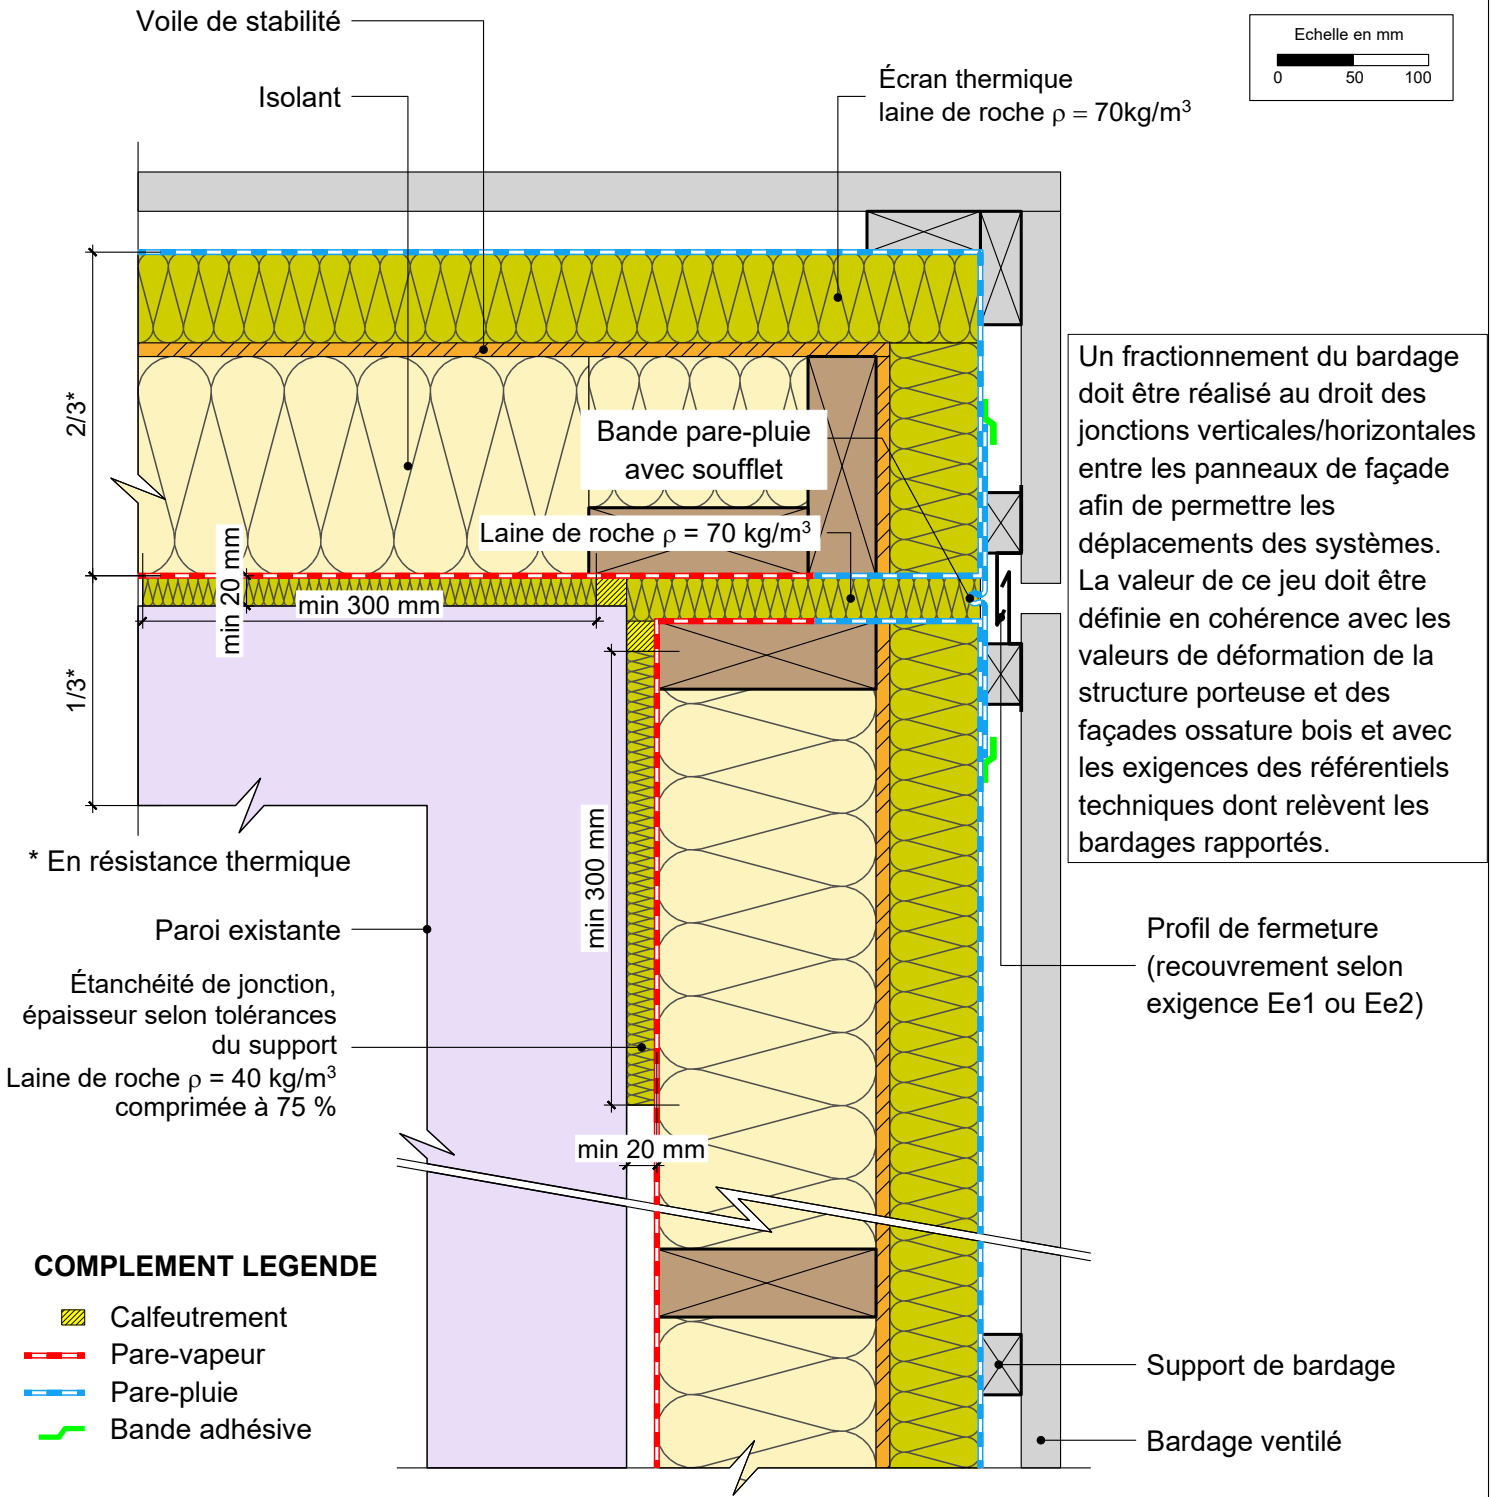 Voile de stabilité
Isolant
Écran thermique
laine de roche ρ = 70kg/m³
Echelle en mm
0 50 100
2/3*
1/3*
Bande pare-pluie
avec soufflet
Laine de roche ρ = 70 kg/m³
min 20 mm
min 300 mm
min 300 mm
min 20 mm
Un fractionnement du bardage
doit être réalisé au droit des
jonctions verticales/horizontales
entre les panneaux de façade
afin de permettre les
déplacements des systèmes.
La valeur de ce jeu doit être
définie en cohérence avec les
valeurs de déformation de la
structure porteuse et des
façades ossature bois et avec
les exigences des référentiels
techniques dont relèvent les
bardages rapportés.
* En résistance thermique
Paroi existante
Étanchéité de jonction,
épaisseur selon tolérances
du support
Laine de roche ρ = 40 kg/m³
comprimée à 75 %
Profil de fermeture
(recouvrement selon
exigence Ee1 ou Ee2)
COMPLEMENT LEGENDE
Calfeutrement
Pare-vapeur
Pare-pluie
Bande adhésive
Support de bardage
Bardage ventilé